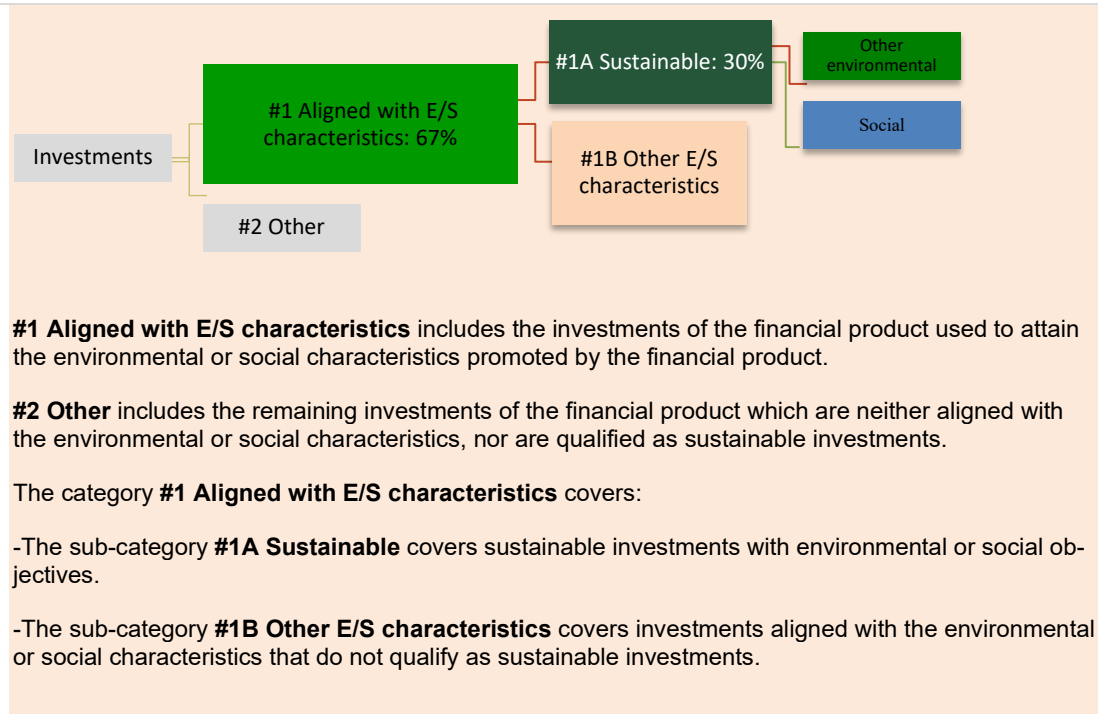 #1A Sustainable: 30%
Other
environmental
#1 Aligned with E/S
characteristics: 67%
Social
Investments
#1B Other E/S
characteristics
#2 Other
#1 Aligned with E/S characteristics includes the investments of the financial product used to attain
the environmental or social characteristics promoted by the financial product.
#2 Other includes the remaining investments of the financial product which are neither aligned with
the environmental or social characteristics, nor are qualified as sustainable investments.
The category #1 Aligned with E/S characteristics covers:
-The sub-category #1A Sustainable covers sustainable investments with environmental or social ob-
jectives.
-The sub-category #1B Other E/S characteristics covers investments aligned with the environmental
or social characteristics that do not qualify as sustainable investments.